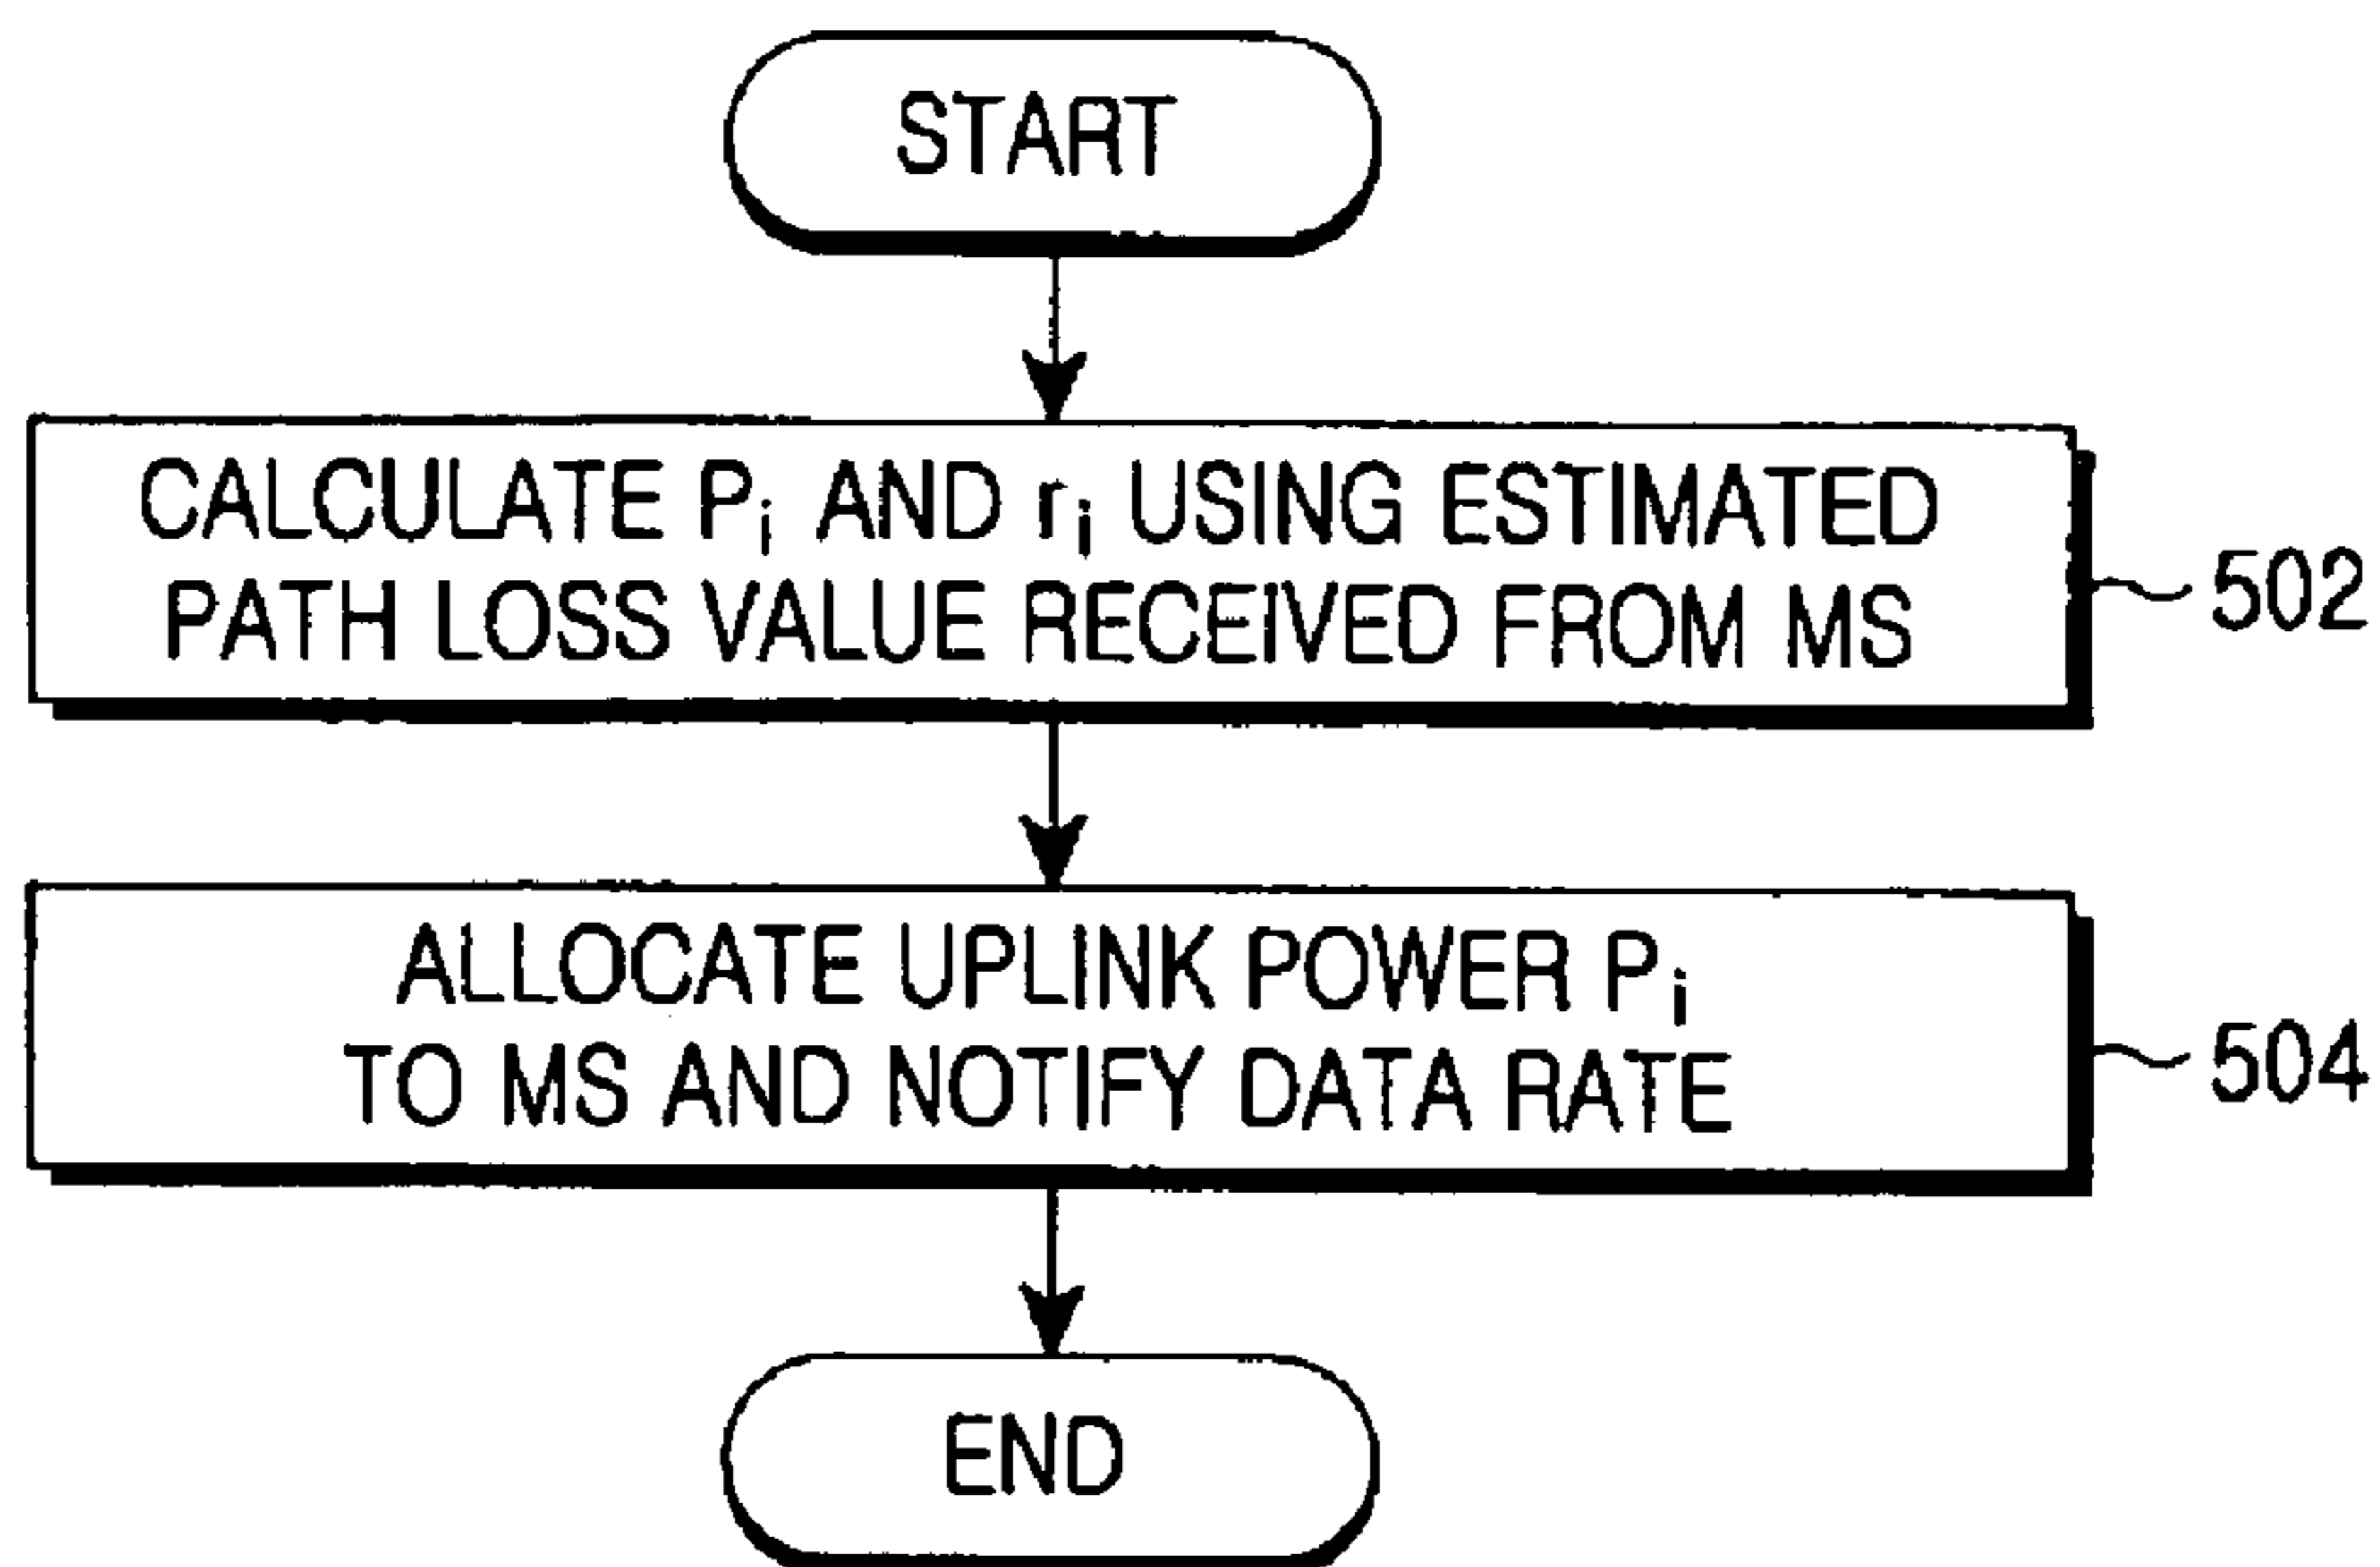 START
CALCULATE Pi AND ri USING ESTIMATED
PATH LOSS VALUE RECEIVED FROM MS
502
ALLOCATE UPLINK POWER Pi
TO MS AND NOTIFY DATA RATE
504
END